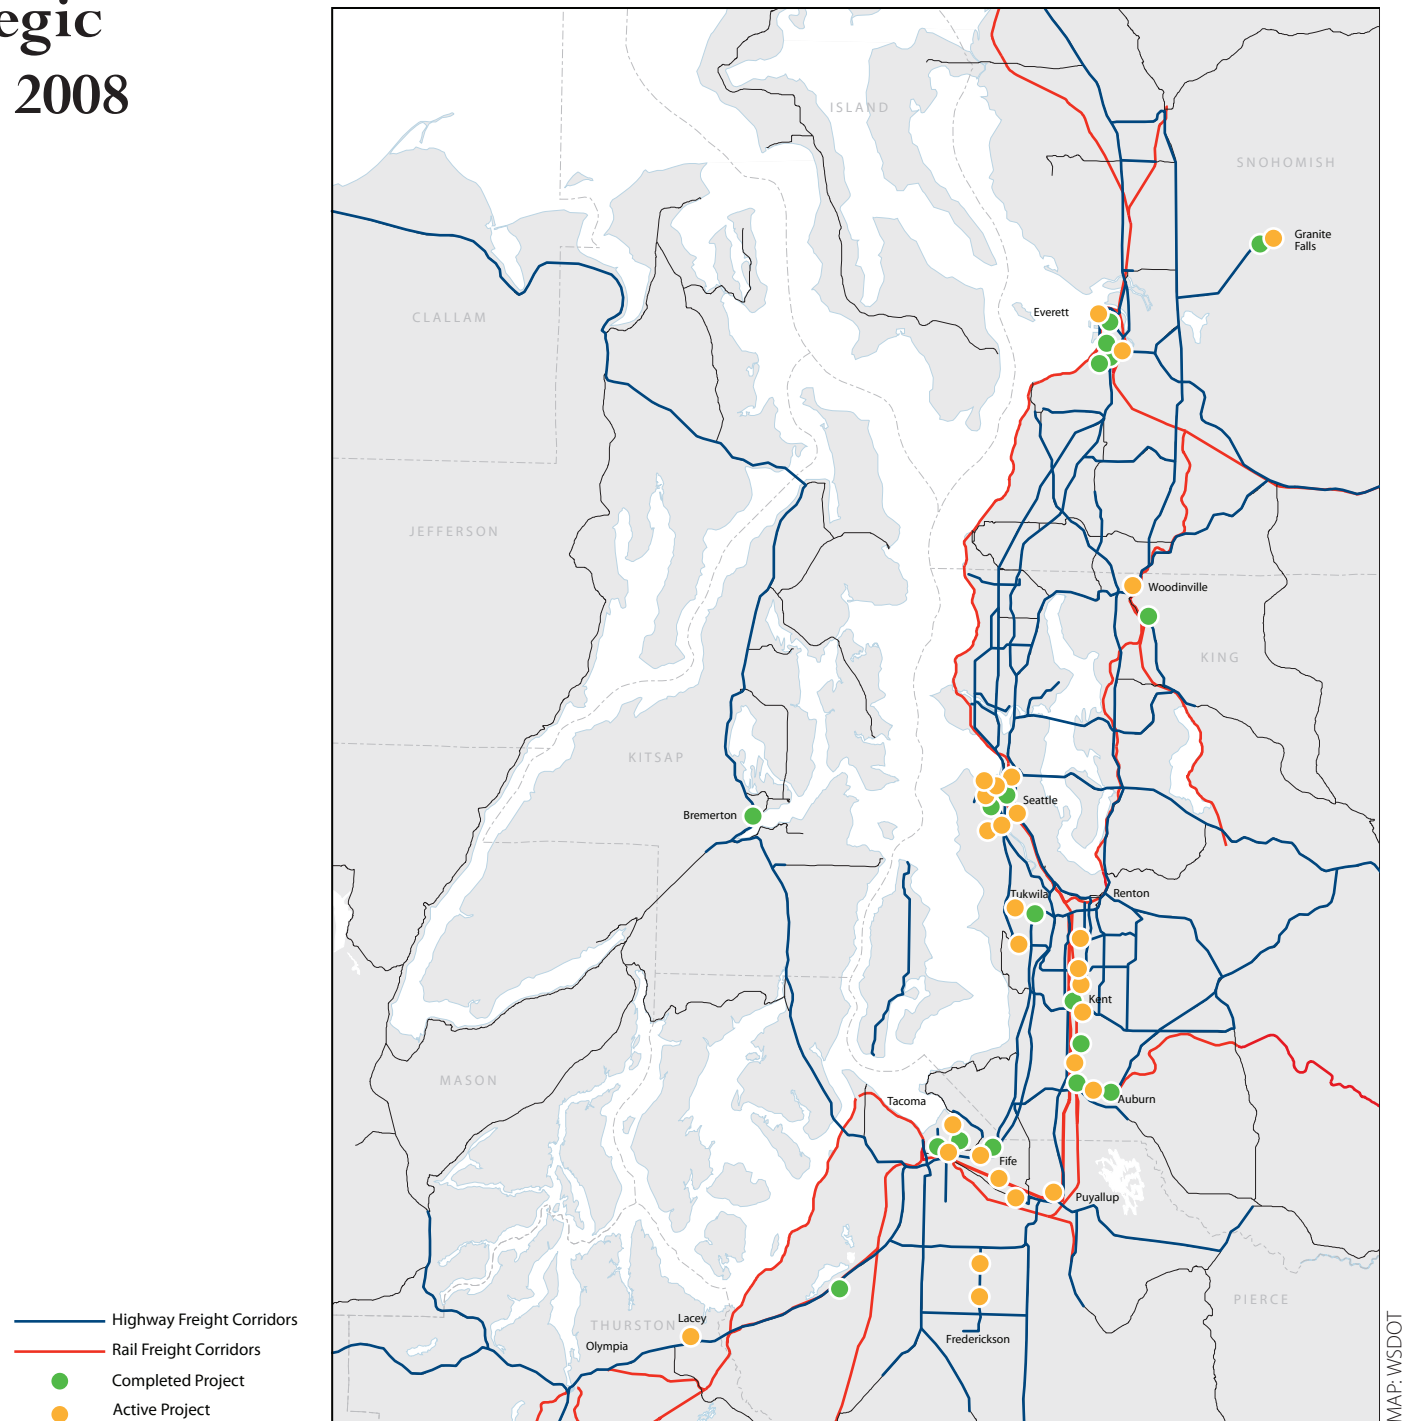 egic
2008
ISLAND
SNOHOMISH
Granite
Falls
Everett
CLALLAM
JEFFERSON
Woodinville
KING
KITSAP
Seattle
Bremerton
Tukwila
Renton
Kent
MASON
Tacoma
Auburn
Fife
Puyallup
PIERCE
Lacey
THURSTON
Olympia
Frederickson
Highway Freight Corridors
Rail Freight Corridors
Completed Project
Active Project
MAP: WSDOT